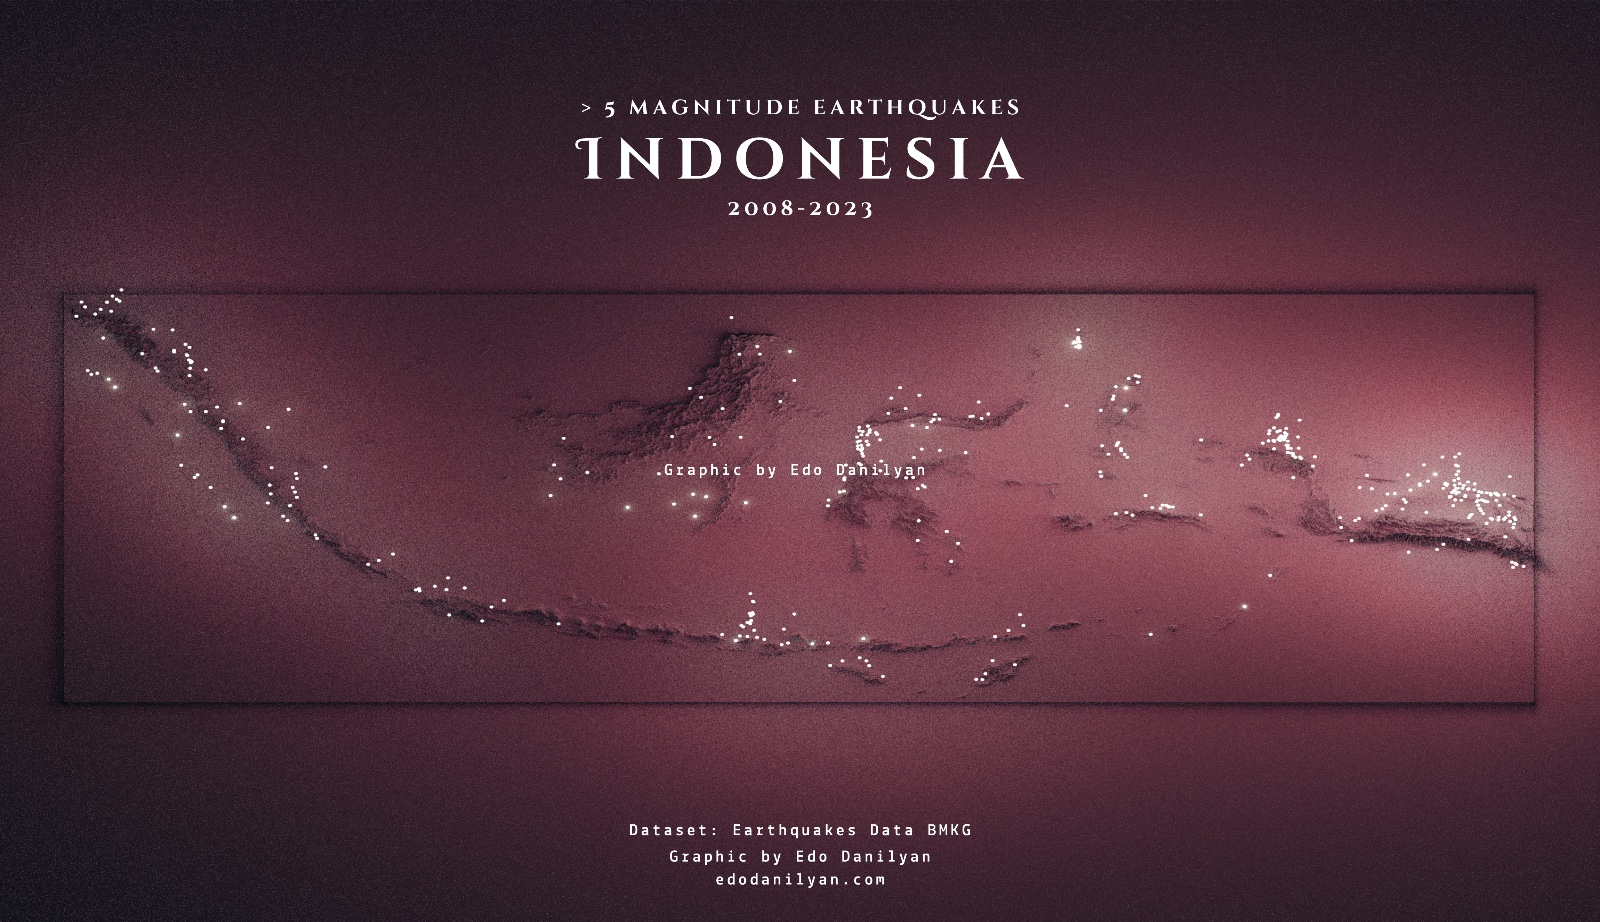 > 5 MAGNITUDE EARTHQUAKES
INDONESIA
2008-2023
Graphic by Edo Danilyan
Dataset: Earthquakes Data BMKG
Graphic by Edo Danilyan
edodanilyan.com